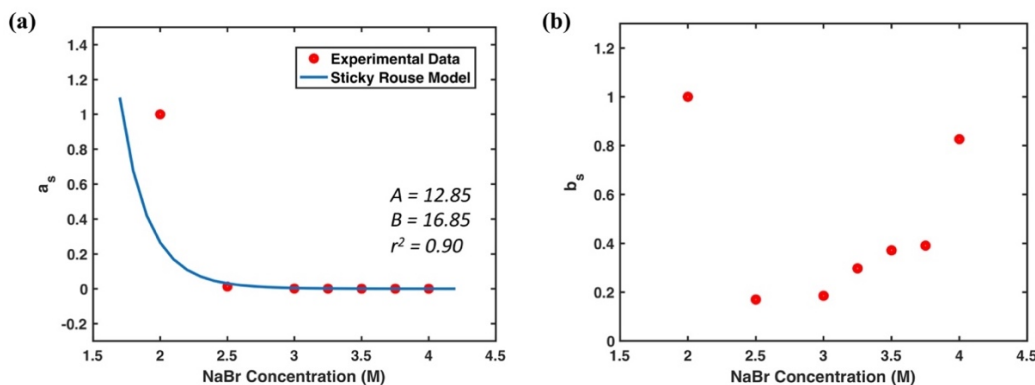 (a)
1.4
1.2
1
0.8
0.6
0.4
0.2
0
-0.2
a_s
Experimental Data
Sticky Rouse Model
A = 12.85
B = 16.85
r² = 0.90
1.5 2 2.5 3 3.5 4 4.5
NaBr Concentration (M)
(b)
1.2
1
0.8
0.6
0.4
0.2
0
b_s
1.5 2 2.5 3 3.5 4 4.5
NaBr Concentration (M)